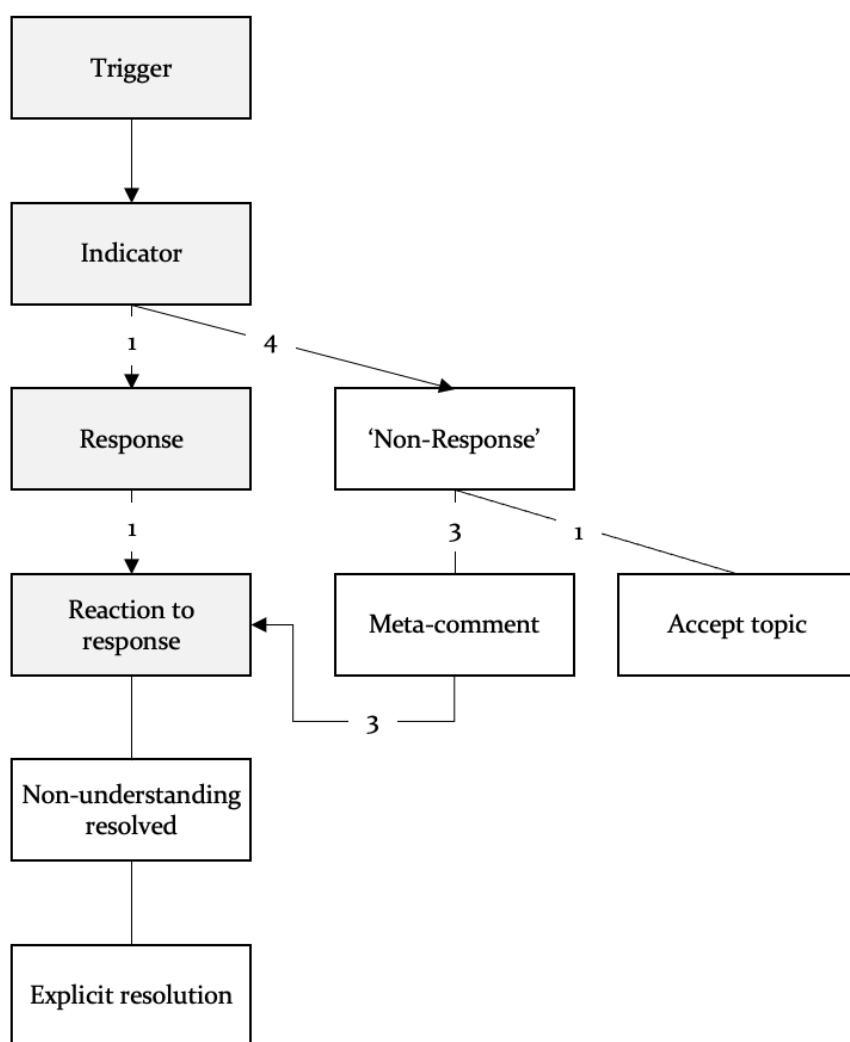 Trigger
Indicator
1
4
Response
‘Non-Response’
1
3
1
Reaction to
response
Meta-comment
Accept topic
3
Non-understanding
resolved
Explicit resolution